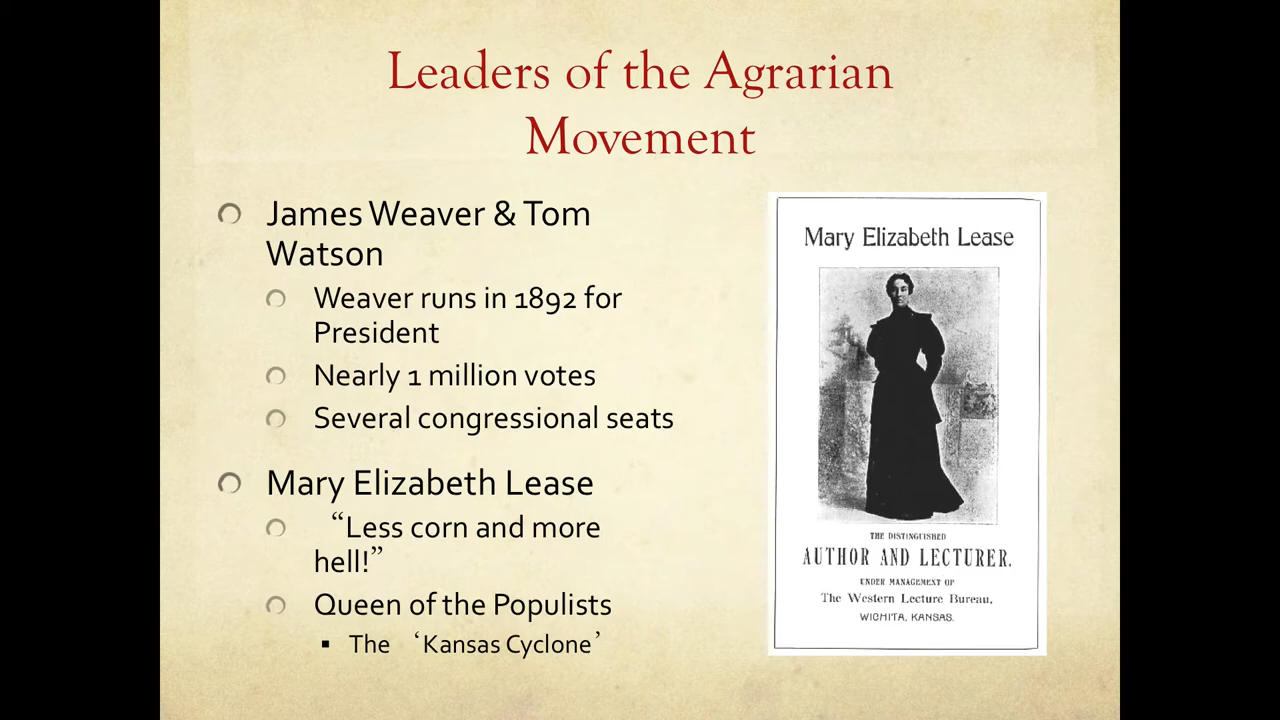 Leaders of the Agrarian
Movement
James Weaver & Tom
Watson
Weaver runs in 1892 for
President
Nearly 1 million votes
Several congressional seats
Mary Elizabeth Lease
“Less corn and more
hell!”
Queen of the Populists
The ‘Kansas Cyclone’
Mary Elizabeth Lease
THE DISTINGUISHED
AUTHOR AND LECTURER.
UNDER MANAGEMENT OF
The Western Lecture Bureau,
WICHITA, KANSAS.